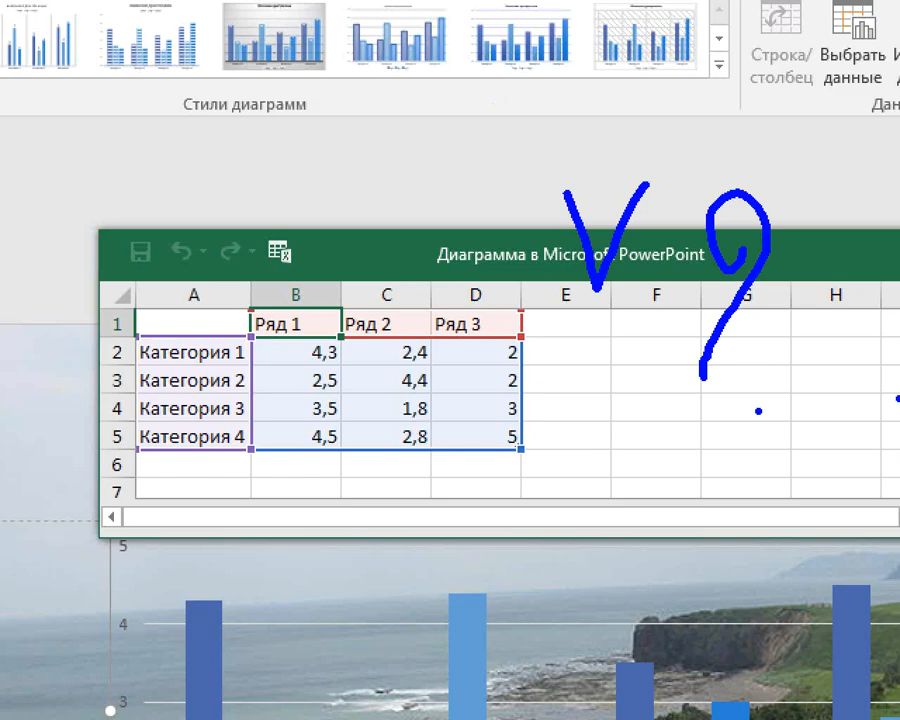 Строка/ Выбрать
столбец данные
Стили диаграмм Дан
Диаграмма в Microsoft PowerPoint
V ?
A B C D E F G H
1 Ряд 1 Ряд 2 Ряд 3
2 Категория 1 4,3 2,4 2
3 Категория 2 2,5 4,4 2
4 Категория 3 3,5 1,8 3
5 Категория 4 4,5 2,8 5
6
7
5
4
3